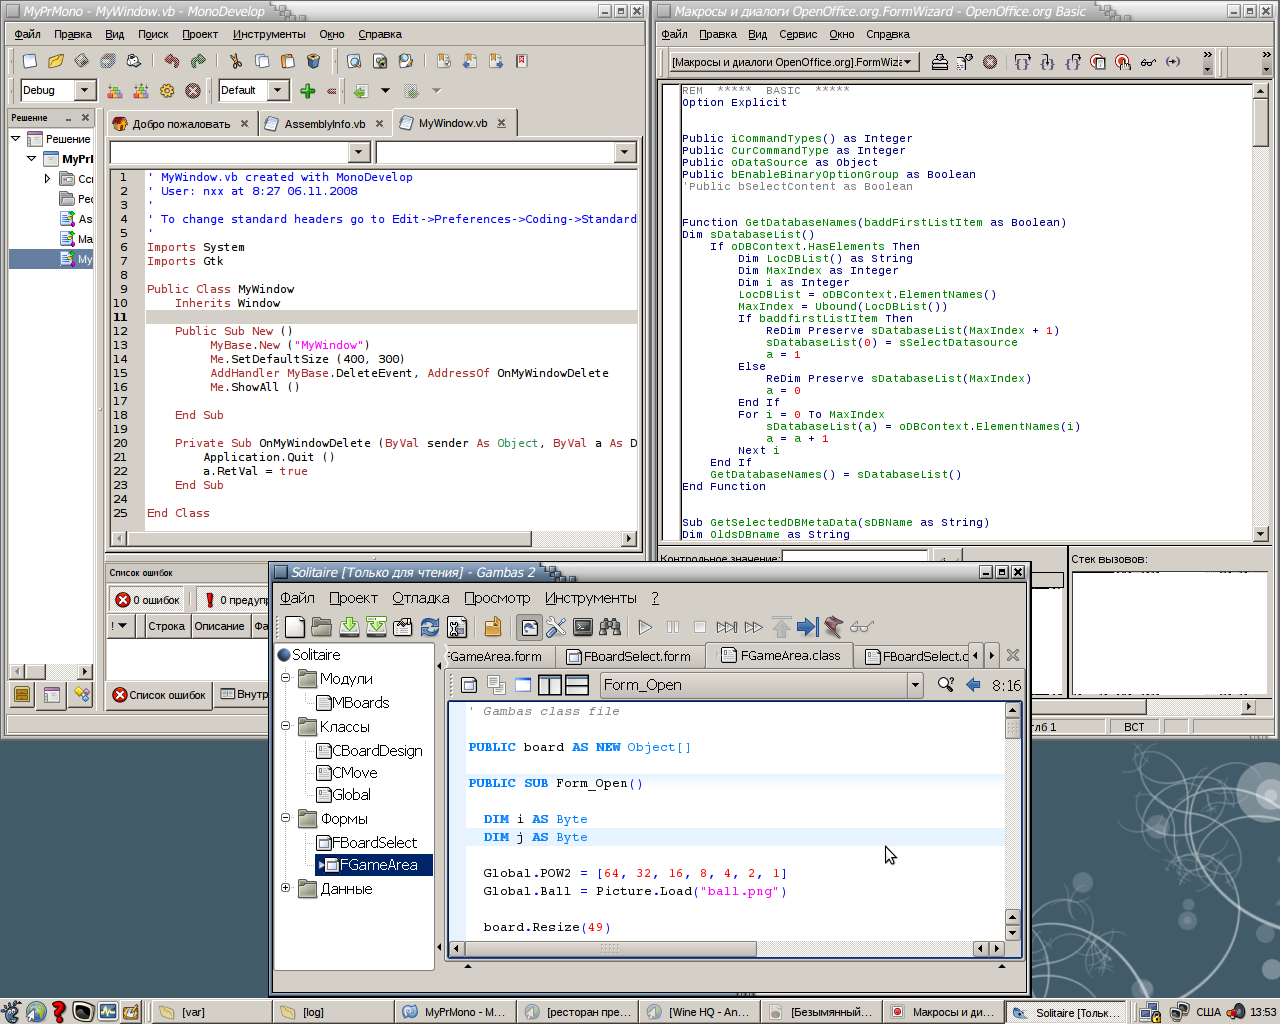 MyPrMono - MyWindow.vb - MonoDevelop
Файл Правка Вид Поиск Проект Инструменты Окно Справка
Debug Default
Решение
Добро пожаловать AssemblyInfo.vb MyWindow.vb
Решение
MyPrM
Ссы
Рес
As
Ma
My
1 ' MyWindow.vb created with MonoDevelop
2 ' User: nxx at 8:27 06.11.2008
3 '
4 ' To change standard headers go to Edit->Preferences->Coding->Standard
5 '
6 Imports System
7 Imports Gtk
8
9 Public Class MyWindow
10 Inherits Window
11
12 Public Sub New ()
13 MyBase.New ("MyWindow")
14 Me.SetDefaultSize (400, 300)
15 AddHandler MyBase.DeleteEvent, AddressOf OnMyWindowDelete
16 Me.ShowAll ()
17
18 End Sub
19
20 Private Sub OnMyWindowDelete (ByVal sender As Object, ByVal a As D
21 Application.Quit ()
22 a.RetVal = true
23 End Sub
24
25 End Class
Список ошибок
0 ошибок 0 предупр
! Строка Описание Фа
Список ошибок Внутр
Макросы и диалоги OpenOffice.org.FormWizard - OpenOffice.org Basic
Файл Правка Вид Сервис Окно Справка
[Макросы и диалоги OpenOffice.org].FormWiza
REM ***** BASIC *****
Option Explicit
Public iCommandTypes() as Integer
Public CurCommandType as Integer
Public oDataSource as Object
Public bEnableBinaryOptionGroup as Boolean
'Public bSelectContent as Boolean
Function GetDatabaseNames(baddFirstListItem as Boolean)
Dim sDatabaseList()
If oDBContext.HasElements Then
Dim LocDBList() as String
Dim MaxIndex as Integer
Dim i as Integer
LocDBList = oDBContext.ElementNames()
MaxIndex = Ubound(LocDBList())
If baddfirstListItem Then
ReDim Preserve sDatabaseList(MaxIndex + 1)
sDatabaseList(0) = sSelectDatasource
a = 1
Else
ReDim Preserve sDatabaseList(MaxIndex)
a = 0
End If
For i = 0 To MaxIndex
sDatabaseList(a) = oDBContext.ElementNames(i)
a = a + 1
Next i
End If
GetDatabaseNames() = sDatabaseList()
End Function
Sub GetSelectedDBMetaData(sDBName as String)
Dim OldsDBname as String
Контрольное значение: Стек вызовов:
лб 1 ВСТ
Solitaire [Только для чтения] - Gambas 2
Файл Проект Отладка Просмотр Инструменты ?
Solitaire
Модули
MBoards
Классы
CBoardDesign
CMove
Global
Формы
FBoardSelect
FGameArea
Данные
FGameArea.form FBoardSelect.form FGameArea.class FBoardSelect.c
Form_Open 8:16
' Gambas class file
PUBLIC board AS NEW Object[]
PUBLIC SUB Form_Open()
DIM i AS Byte
DIM j AS Byte
Global.POW2 = [64, 32, 16, 8, 4, 2, 1]
Global.Ball = Picture.Load("ball.png")
board.Resize(49)
[var] [log] MyPrMono - M... [ресторан пре... [Wine HQ - An... [Безымянный... Макросы и ди... Solitaire [Тольк... США 13:53